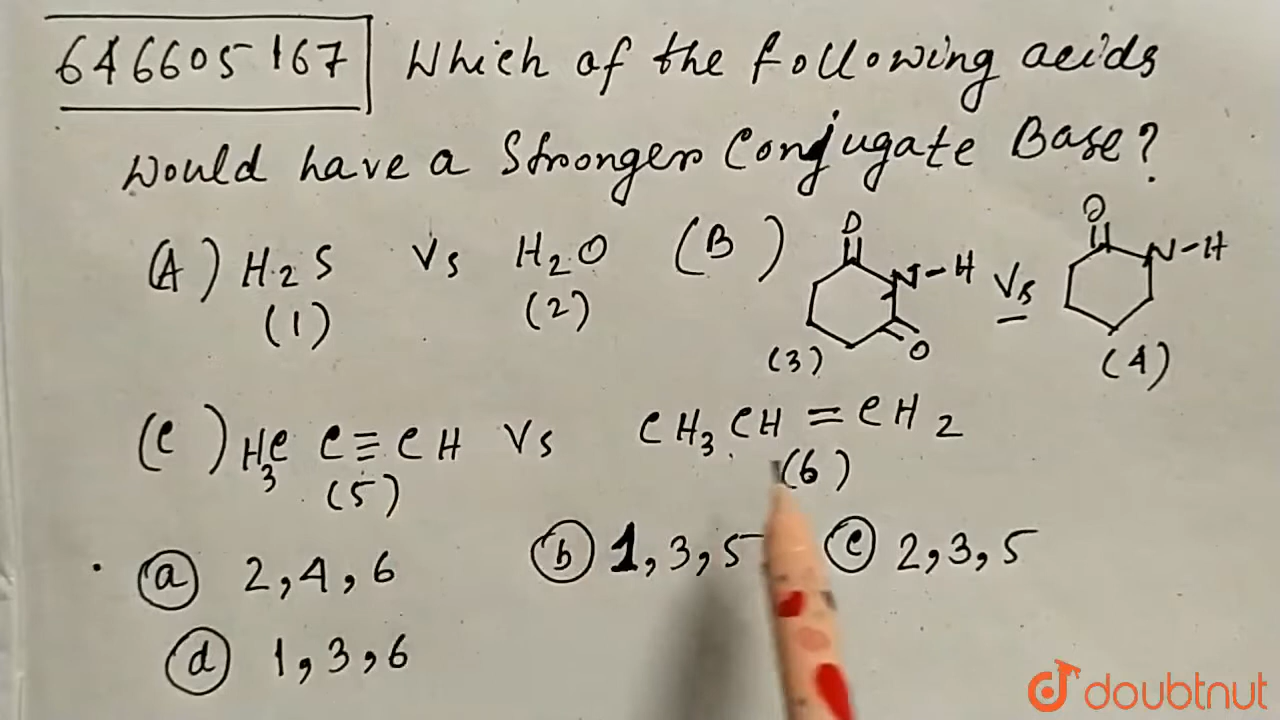 646605167 Which of the following acids
would have a Stronger Conjugate Base?
(A) H2S Vs H2O (B) O N-H O Vs O N-H
(1) (2) (3) (4)
(C) H3C C≡CH Vs CH3CH=CH2
(5) (6)
(a) 2,4,6 (b) 1,3,5 (c) 2,3,5
(d) 1,3,6
doubtnut